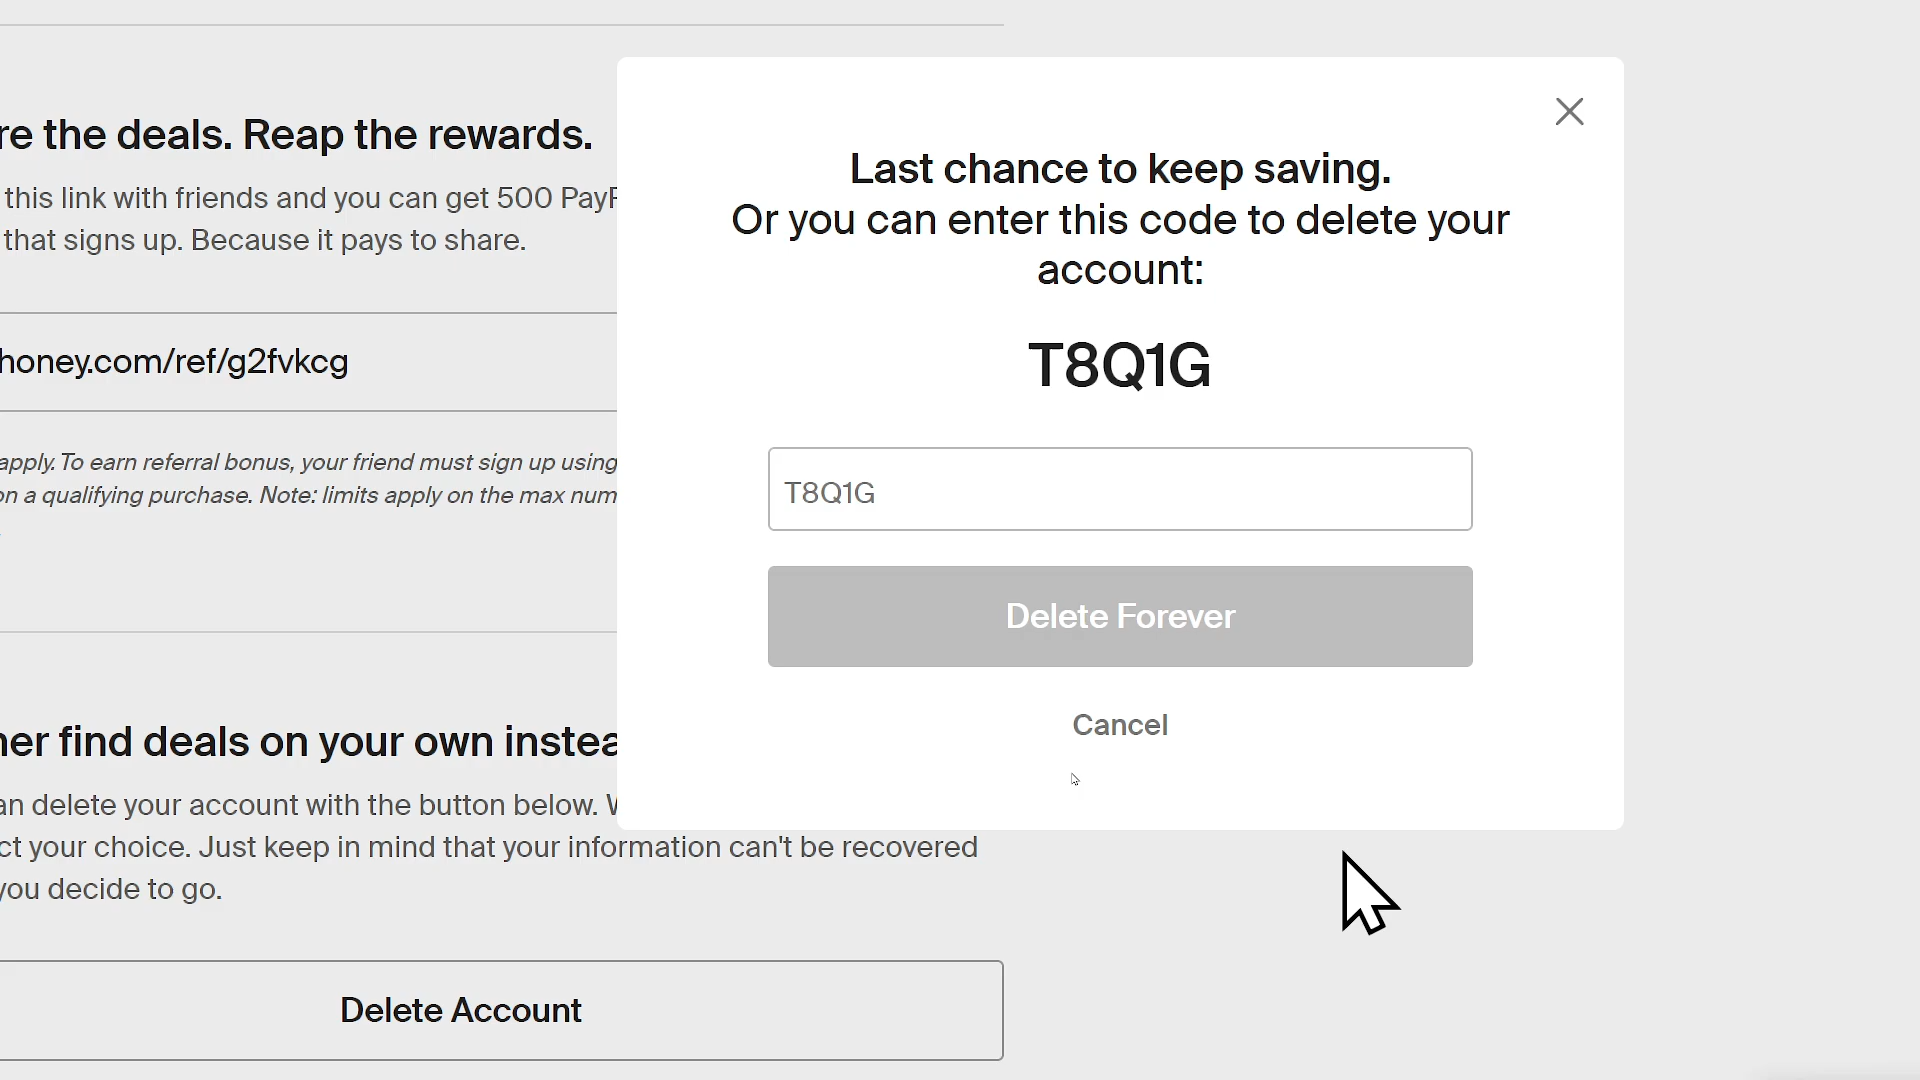 re the deals. Reap the rewards.
this link with friends and you can get 500 Pay
that signs up. Because it pays to share.
honey.com/ref/g2fvkcg
apply. To earn referral bonus, your friend must sign up using
on a qualifying purchase. Note: limits apply on the max num
her find deals on your own instea
an delete your account with the button below.
ct your choice. Just keep in mind that your information can't be recovered
you decide to go.
Delete Account
Last chance to keep saving.
Or you can enter this code to delete your
account:
T8Q1G
T8Q1G
Delete Forever
Cancel